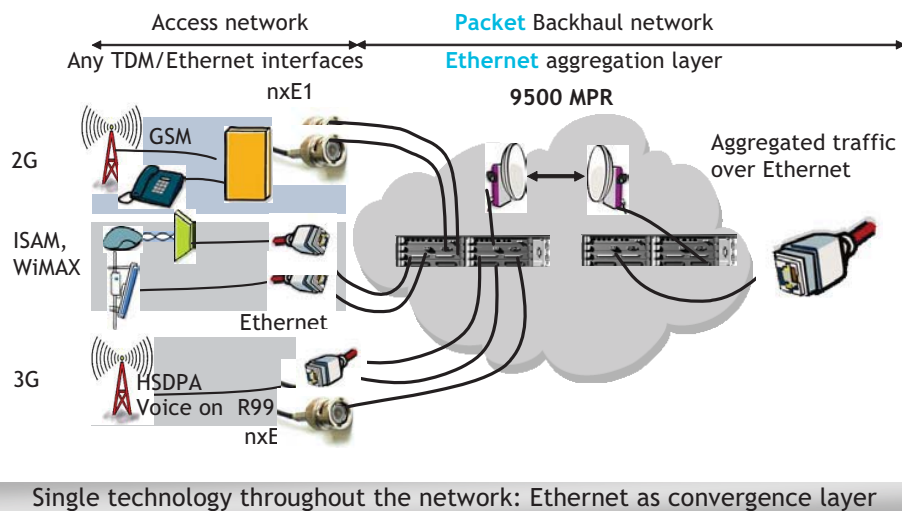 Access network
Packet Backhaul network
Any TDM/Ethernet interfaces
Ethernet aggregation layer
nxE1
9500 MPR
GSM
2G
Aggregated traffic
over Ethernet
ISAM,
WiMAX
Ethernet
3G
HSDPA
Voice on R99
nxE
Single technology throughout the network: Ethernet as convergence layer